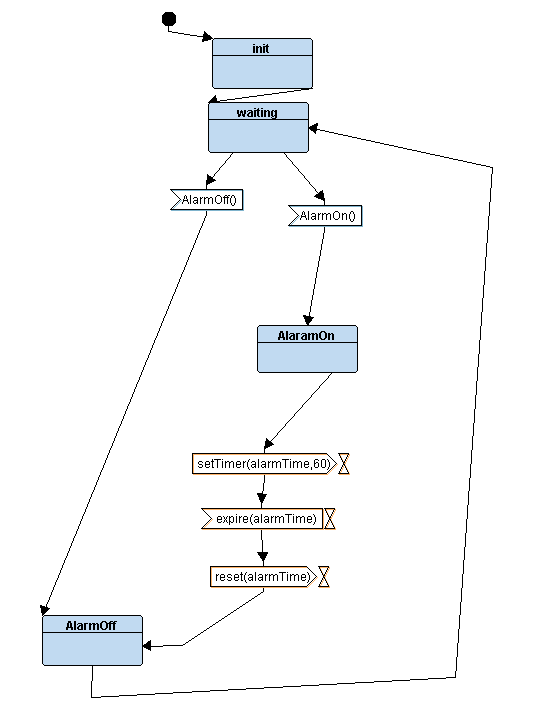 init
waiting
AlarmOff()
AlarmOn()
AlaramOn
setTimer(alarmTime,60)
expire(alarmTime)
reset(alarmTime)
AlarmOff